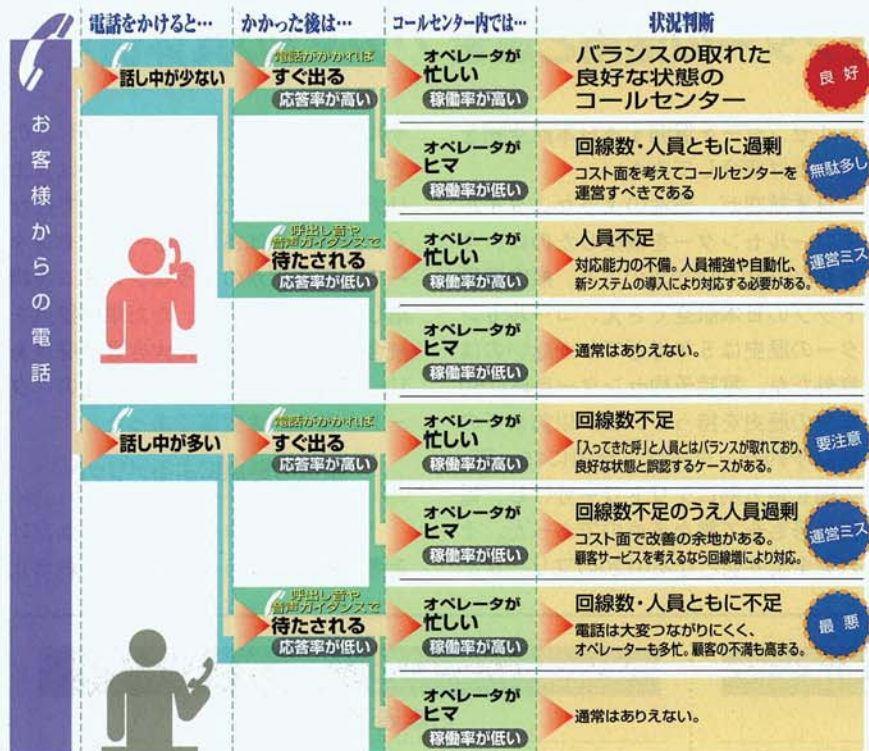 電話をかけると… かかった後は… コールセンター内では… 状況判断
お客様からの電話
話し中が少ない
電話がかかれば
すぐ出る
応答率が高い
オペレータが
忙しい
稼働率が高い
バランスの取れた
良好な状態の
コールセンター
良好
オペレータが
ヒマ
稼働率が低い
回線数・人員ともに過剰
コスト面を考えてコールセンターを
運営すべきである
無駄多し
呼出し音や
音声ガイダンスで
待たされる
応答率が低い
オペレータが
忙しい
稼働率が高い
人員不足
対応能力の不備。人員補強や自動化、
新システムの導入により対応する必要がある。
運営ミス
オペレータが
ヒマ
稼働率が低い
通常はありえない。
話し中が多い
電話がかかれば
すぐ出る
応答率が高い
オペレータが
忙しい
稼働率が高い
回線数不足
「入ってきた呼」と人員とはバランスが取れており、
良好な状態と誤認するケースがある。
要注意
オペレータが
ヒマ
稼働率が低い
回線数不足のうえ人員過剰
コスト面で改善の余地がある。
顧客サービスを考えるなら回線増により対応。
運営ミス
呼出し音や
音声ガイダンスで
待たされる
応答率が低い
オペレータが
忙しい
稼働率が高い
回線数・人員ともに不足
電話は大変つながりにくく、
オペレーターも多忙。顧客の不満も高まる。
最悪
オペレータが
ヒマ
稼働率が低い
通常はありえない。